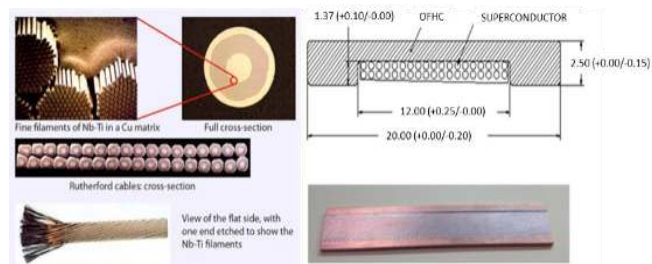 Fine filaments of Nb-Ti in a Cu matrix
Full cross-section
Rutherford cables: cross-section
View of the flat side, with
one end etched to show the
Nb-Ti filaments
1.37 (+0.10/-0.00)
OFHC
SUPERCONDUCTOR
2.50 (+0.00/-0.15)
12.00 (+0.25/-0.00)
20.00 (+0.00/-0.20)